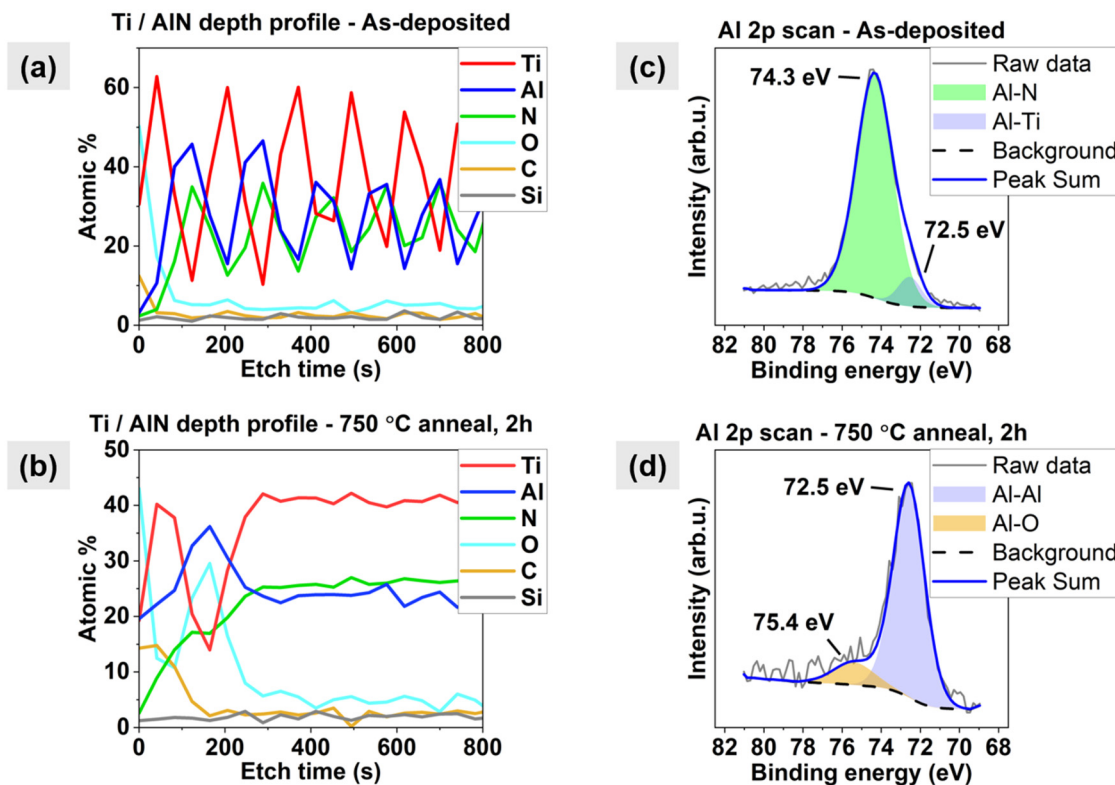 (a)
Ti / AlN depth profile - As-deposited
Atomic %
60
40
20
0
0 200 400 600 800
Etch time (s)
Ti
Al
N
O
C
Si
(c)
Al 2p scan - As-deposited
Intensity (arb.u.)
74.3 eV
72.5 eV
Raw data
Al-N
Al-Ti
Background
Peak Sum
82 80 78 76 74 72 70 68
Binding energy (eV)
(b)
Ti / AlN depth profile - 750 °C anneal, 2h
Atomic %
50
40
30
20
10
0
0 200 400 600 800
Etch time (s)
Ti
Al
N
O
C
Si
(d)
Al 2p scan - 750 °C anneal, 2h
Intensity (arb.u.)
72.5 eV
75.4 eV
Raw data
Al-Al
Al-O
Background
Peak Sum
82 80 78 76 74 72 70 68
Binding energy (eV)